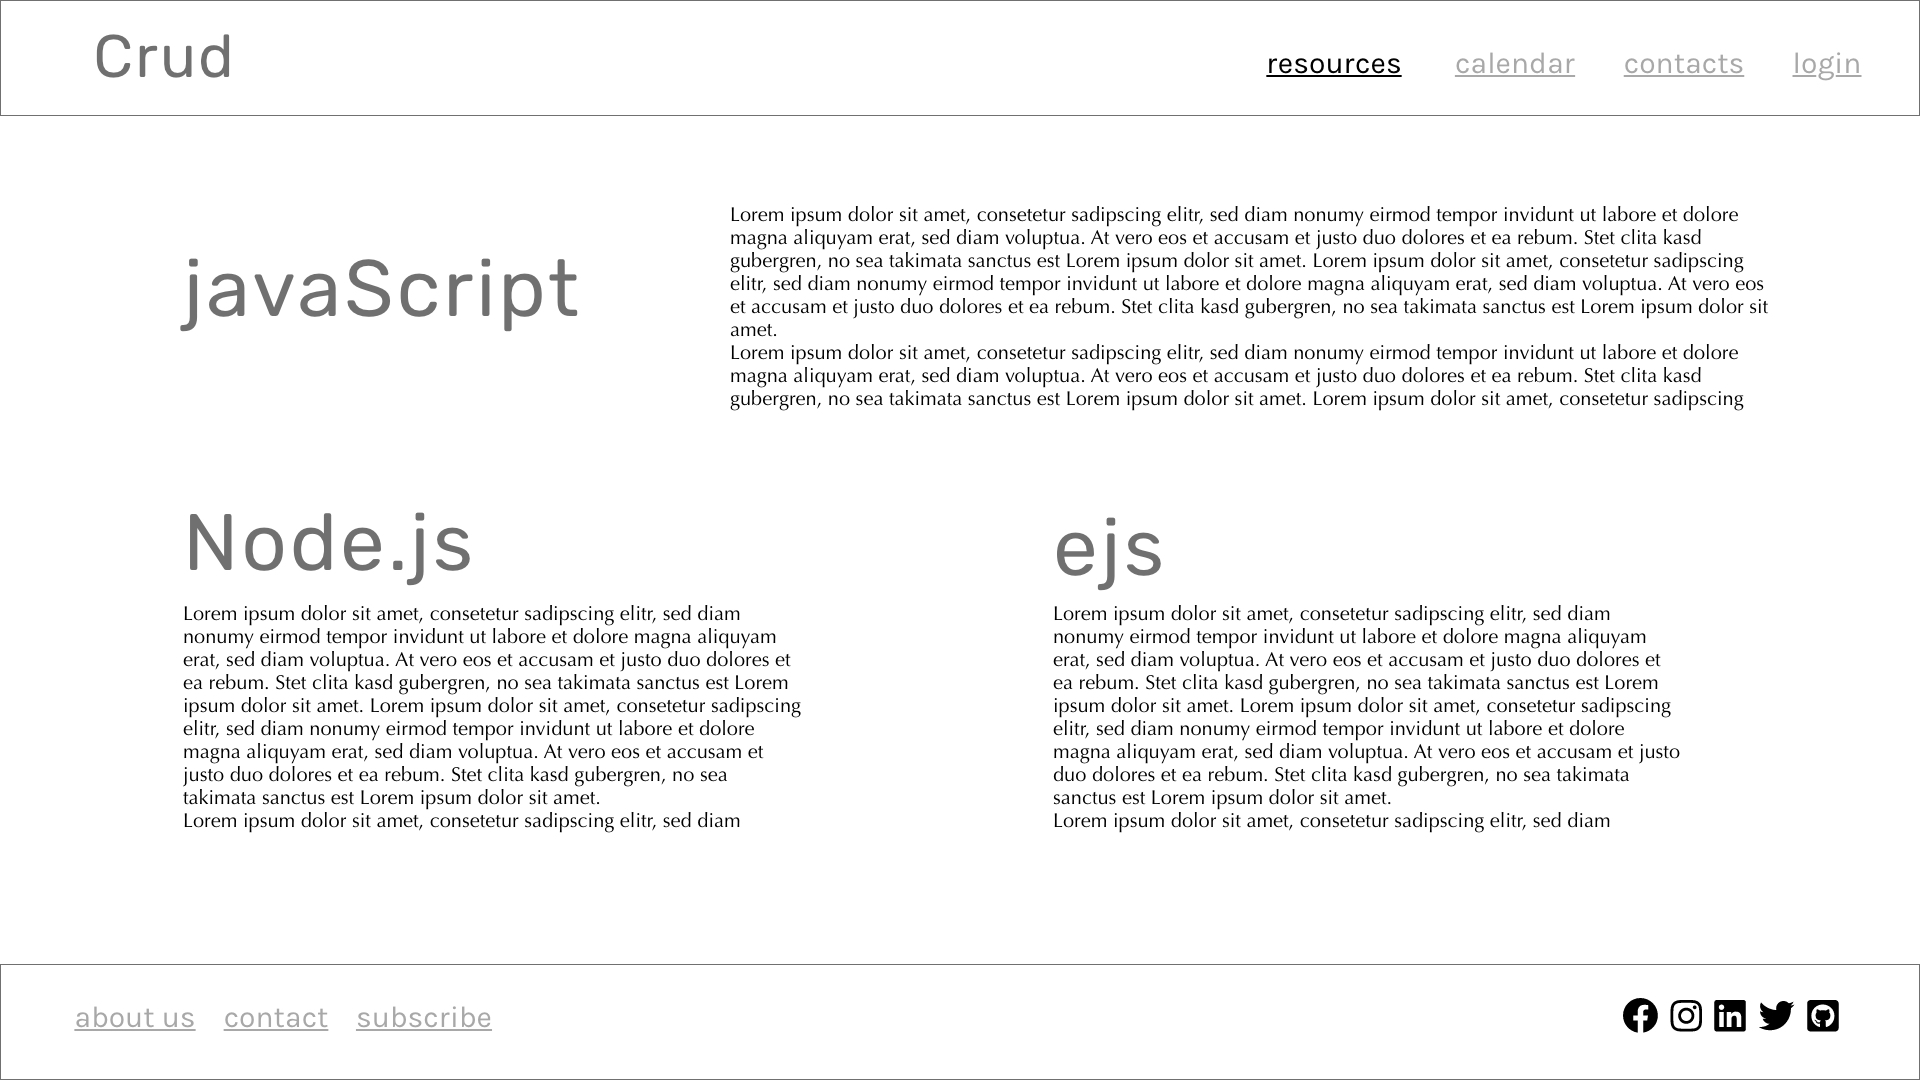 Crud
resources calendar contacts login
javaScript
Lorem ipsum dolor sit amet, consetetur sadipscing elitr, sed diam nonumy eirmod tempor invidunt ut labore et dolore
magna aliquyam erat, sed diam voluptua. At vero eos et accusam et justo duo dolores et ea rebum. Stet clita kasd
gubergren, no sea takimata sanctus est Lorem ipsum dolor sit amet. Lorem ipsum dolor sit amet, consetetur sadipscing
elitr, sed diam nonumy eirmod tempor invidunt ut labore et dolore magna aliquyam erat, sed diam voluptua. At vero eos
et accusam et justo duo dolores et ea rebum. Stet clita kasd gubergren, no sea takimata sanctus est Lorem ipsum dolor sit
amet.
Lorem ipsum dolor sit amet, consetetur sadipscing elitr, sed diam nonumy eirmod tempor invidunt ut labore et dolore
magna aliquyam erat, sed diam voluptua. At vero eos et accusam et justo duo dolores et ea rebum. Stet clita kasd
gubergren, no sea takimata sanctus est Lorem ipsum dolor sit amet. Lorem ipsum dolor sit amet, consetetur sadipscing
Node.js
Lorem ipsum dolor sit amet, consetetur sadipscing elitr, sed diam
nonumy eirmod tempor invidunt ut labore et dolore magna aliquyam
erat, sed diam voluptua. At vero eos et accusam et justo duo dolores et
ea rebum. Stet clita kasd gubergren, no sea takimata sanctus est Lorem
ipsum dolor sit amet. Lorem ipsum dolor sit amet, consetetur sadipscing
elitr, sed diam nonumy eirmod tempor invidunt ut labore et dolore
magna aliquyam erat, sed diam voluptua. At vero eos et accusam et
justo duo dolores et ea rebum. Stet clita kasd gubergren, no sea
takimata sanctus est Lorem ipsum dolor sit amet.
Lorem ipsum dolor sit amet, consetetur sadipscing elitr, sed diam
ejs
Lorem ipsum dolor sit amet, consetetur sadipscing elitr, sed diam
nonumy eirmod tempor invidunt ut labore et dolore magna aliquyam
erat, sed diam voluptua. At vero eos et accusam et justo duo dolores et
ea rebum. Stet clita kasd gubergren, no sea takimata sanctus est Lorem
ipsum dolor sit amet. Lorem ipsum dolor sit amet, consetetur sadipscing
elitr, sed diam nonumy eirmod tempor invidunt ut labore et dolore
magna aliquyam erat, sed diam voluptua. At vero eos et accusam et justo
duo dolores et ea rebum. Stet clita kasd gubergren, no sea takimata
sanctus est Lorem ipsum dolor sit amet.
Lorem ipsum dolor sit amet, consetetur sadipscing elitr, sed diam
about us contact subscribe